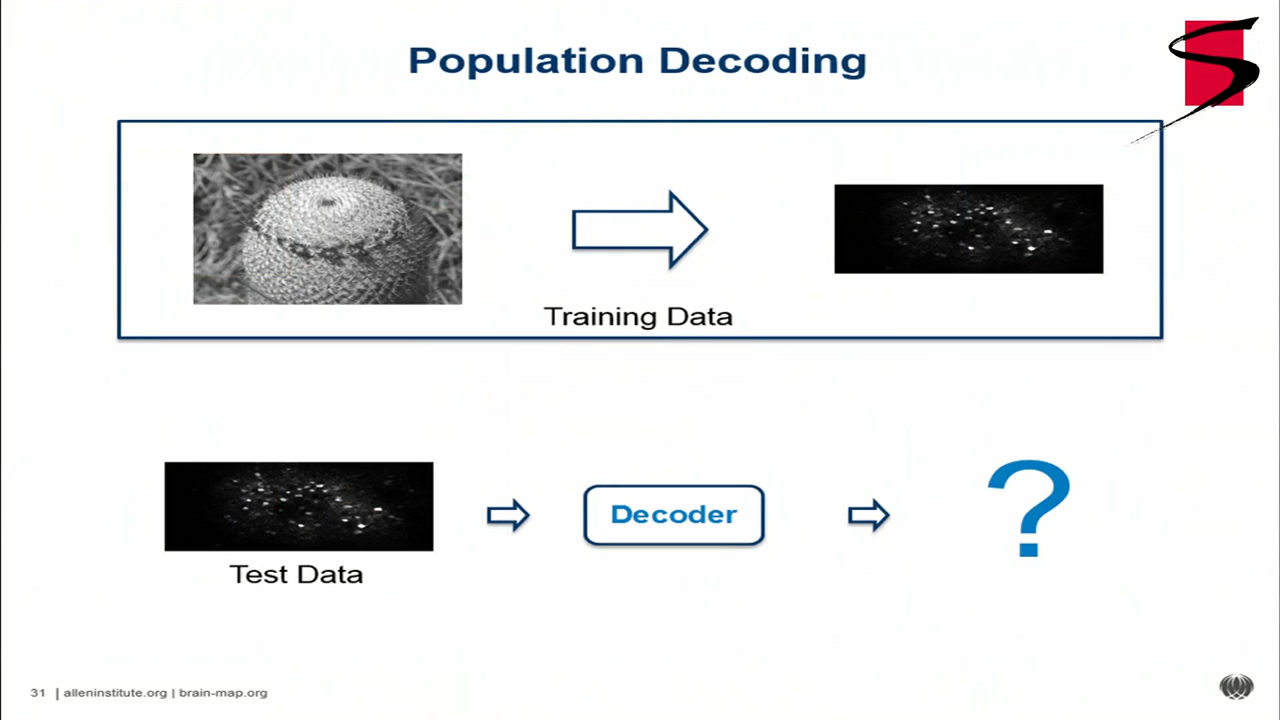 Population Decoding
Training Data
Decoder
?
Test Data
31 | alleninstitute.org | brain-map.org